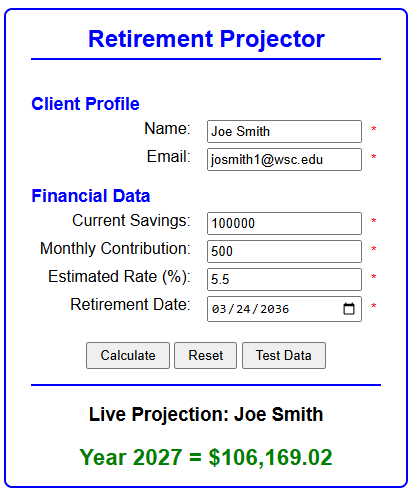 Retirement Projector
Client Profile
Name: Joe Smith *
Email: josmith1@wsc.edu *
Financial Data
Current Savings: 100000 *
Monthly Contribution: 500 *
Estimated Rate (%): 5.5 *
Retirement Date: 03/24/2036 *
Calculate Reset Test Data
Live Projection: Joe Smith
Year 2027 = $106,169.02